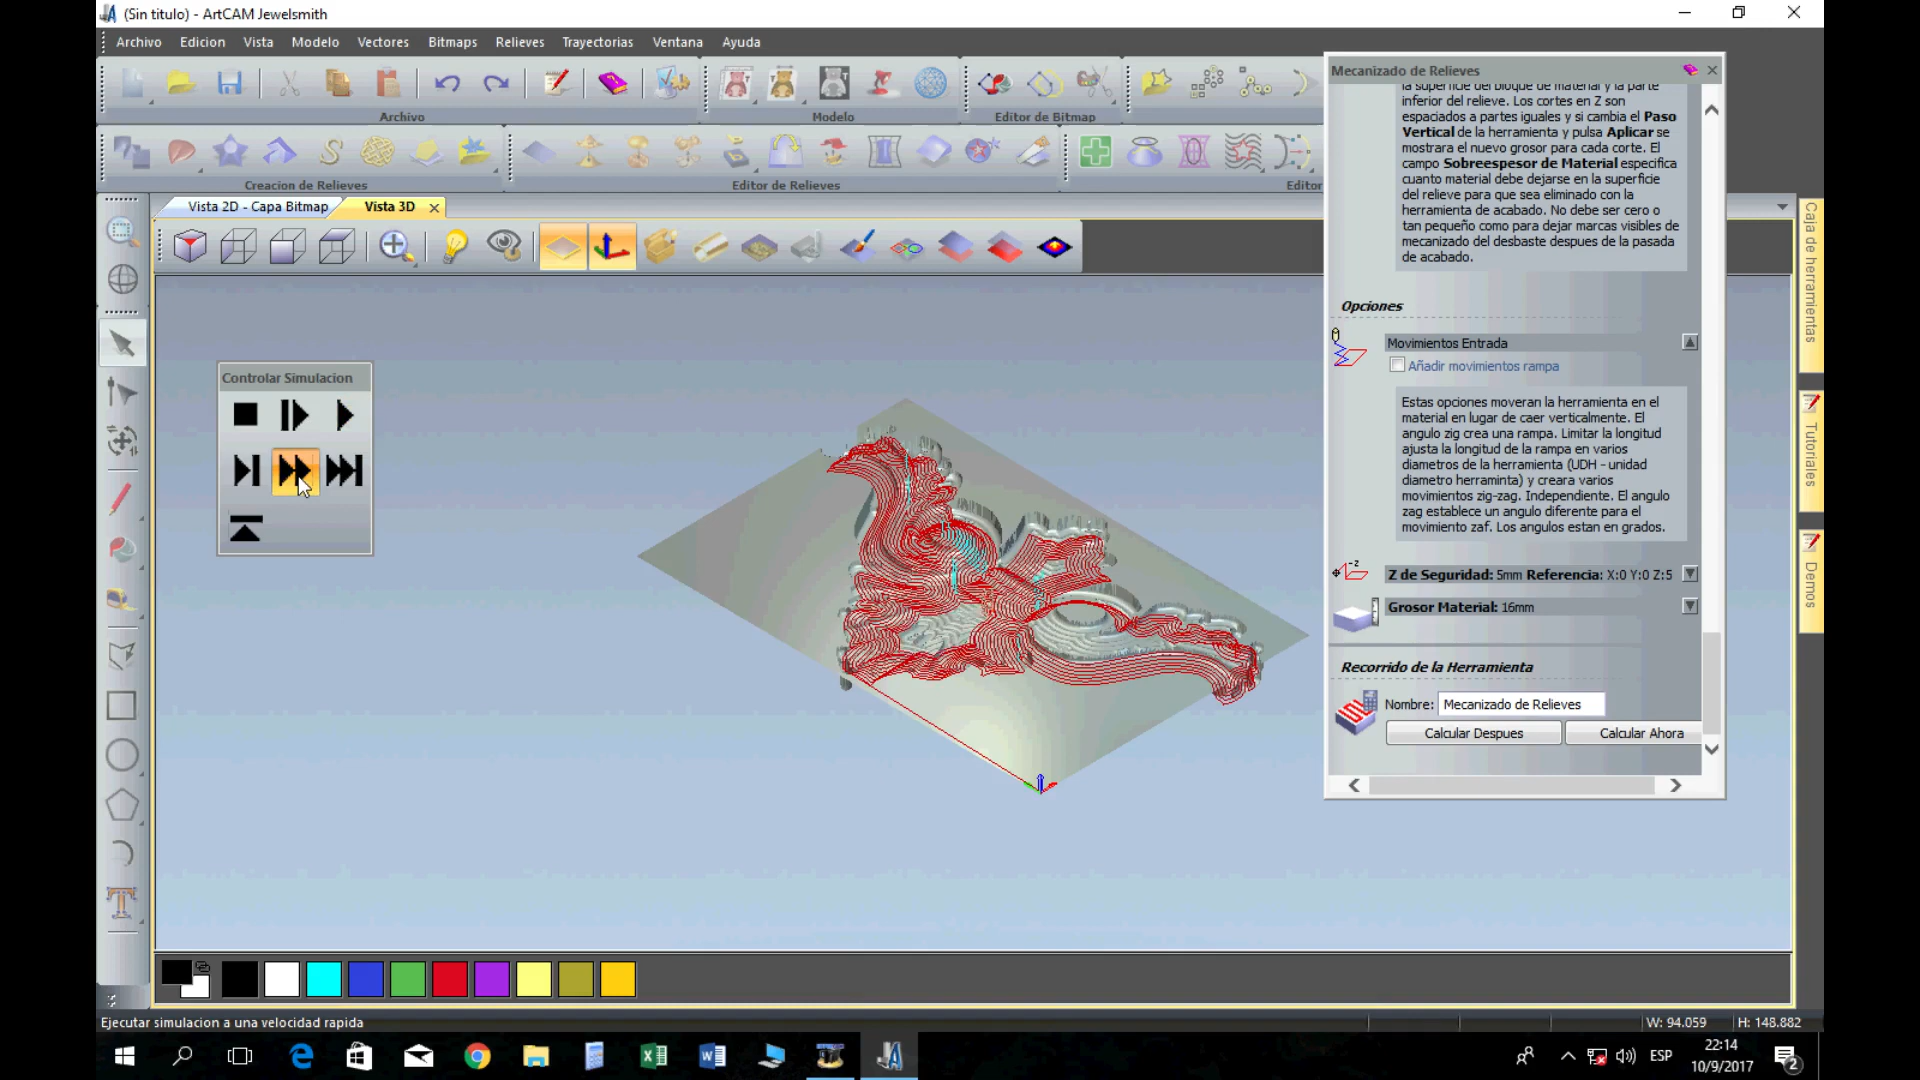 (Sin titulo) - ArtCAM Jewelsmith
Archivo Edicion Vista Modelo Vectores Bitmaps Relieves Trayectorias Ventana Ayuda
Archivo Modelo Editor de Bitmap
Creacion de Relieves Editor de Relieves Editor
Vista 2D - Capa Bitmap Vista 3D
Controlar Simulacion
Mecanizado de Relieves
la superficie del bloque de material y la parte
inferior del relieve. Los cortes en Z son
espaciados a partes iguales y si cambia el Paso
Vertical de la herramienta y pulsa Aplicar se
mostrara el nuevo grosor para cada corte. El
campo Sobreespesor de Material especifica
cuanto material debe dejarse en la superficie
del relieve para que sea eliminado con la
herramienta de acabado. No debe ser cero o
tan pequeño como para dejar marcas visibles de
mecanizado del desbaste despues de la pasada
de acabado.
Opciones
Movimientos Entrada
Añadir movimientos rampa
Estas opciones moveran la herramienta en el
material en lugar de caer verticalmente. El
angulo zig crea una rampa. Limitar la longitud
ajusta la longitud de la rampa en varios
diametros de la herramienta (UDH - unidad
diametro herraminta) y creara varios
movimientos zig-zag. Independiente. El angulo
zag establece un angulo diferente para el
movimiento zaf. Los angulos estan en grados.
Z de Seguridad: 5mm Referencia: X:0 Y:0 Z:5
Grosor Material: 16mm
Recorrido de la Herramienta
Nombre: Mecanizado de Relieves
Calcular Despues Calcular Ahora
Caja de herramientas
Tutoriales
Demos
Ejecutar simulacion a una velocidad rapida
W: 94.059 H: 148.882
ESP
22:14
10/9/2017
2